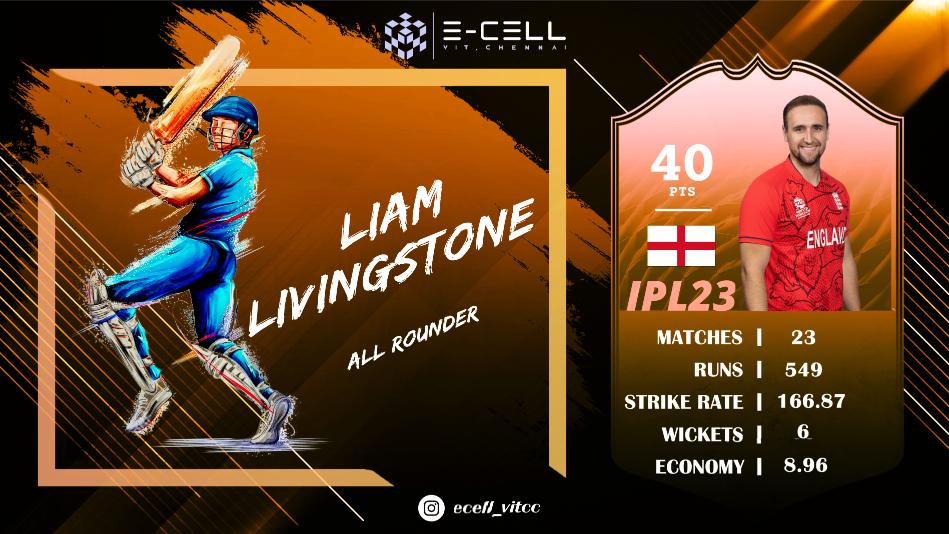 E-CELL
VIT, CHENNAI
LIAM
LIVINGSTONE
ALL ROUNDER
40
PTS
ENGLAND
IPL23
MATCHES | 23
RUNS | 549
STRIKE RATE | 166.87
WICKETS | 6
ECONOMY | 8.96
ecell_vitcc